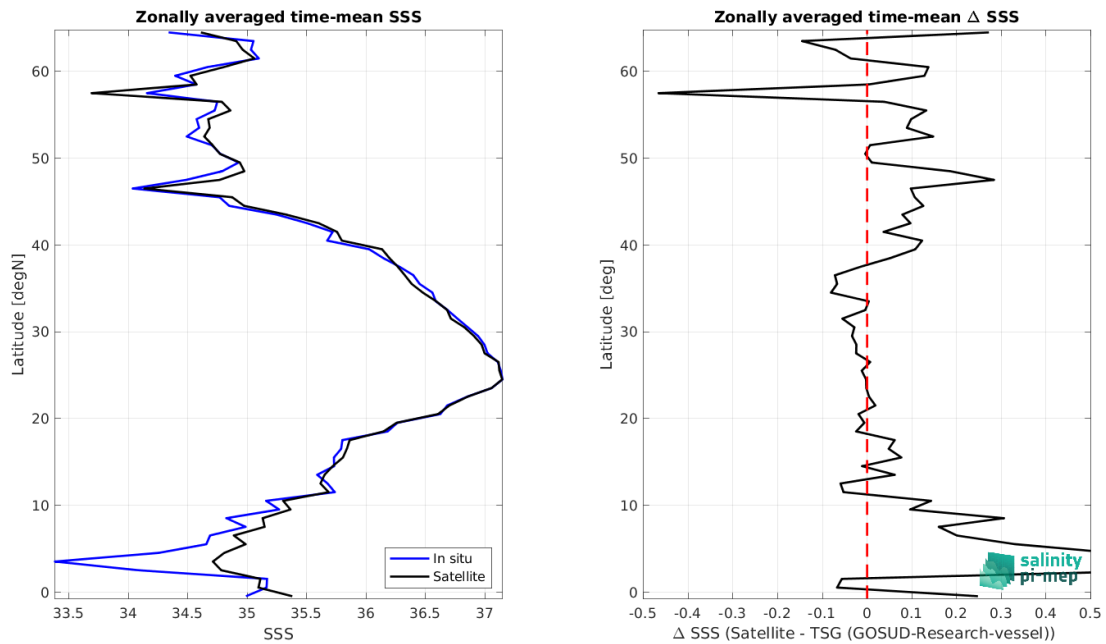 Zonally averaged time-mean SSS
60
50
40
30
20
10
0
Latitude [degN]
33.5 34 34.5 35 35.5 36 36.5 37
SSS
In situ
Satellite
Zonally averaged time-mean Δ SSS
60
50
40
30
20
10
0
Latitude [deg]
-0.5 -0.4 -0.3 -0.2 -0.1 0 0.1 0.2 0.3 0.4 0.5
Δ SSS (Satellite - TSG (GOSUD-Research-vessel))
salinity
pi-mep